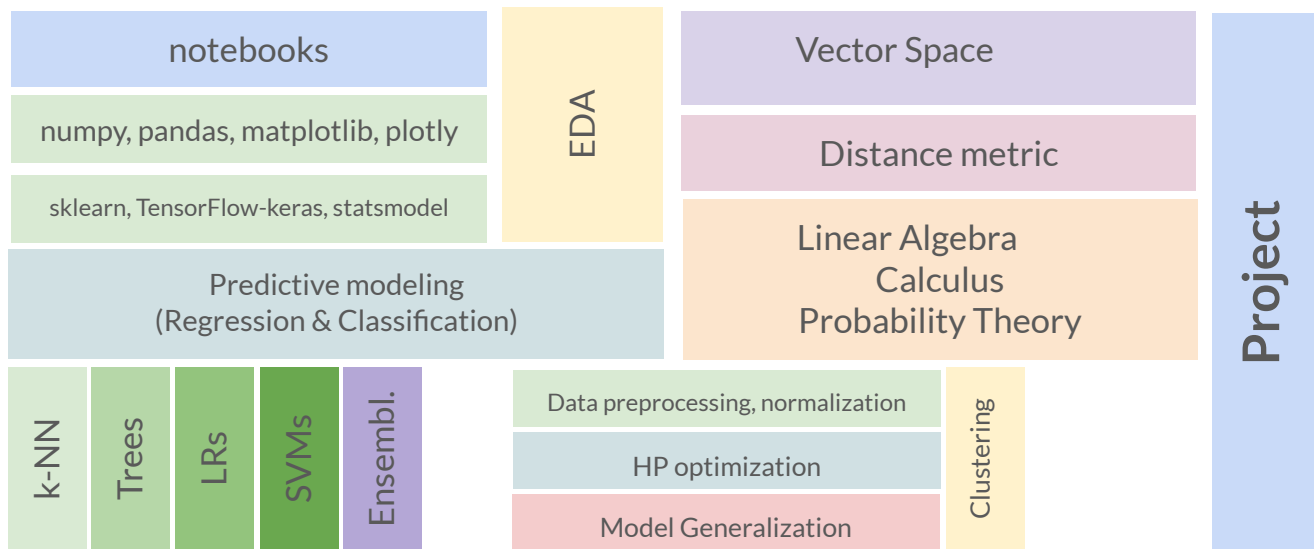 notebooks
numpy, pandas, matplotlib, plotly
sklearn, TensorFlow-keras, statsmodel
EDA
Vector Space
Distance metric
Linear Algebra
Calculus
Probability Theory
Project
Predictive modeling
(Regression & Classification)
k-NN
Trees
LRs
SVMs
Ensembl.
Data preprocessing, normalization
HP optimization
Model Generalization
Clustering